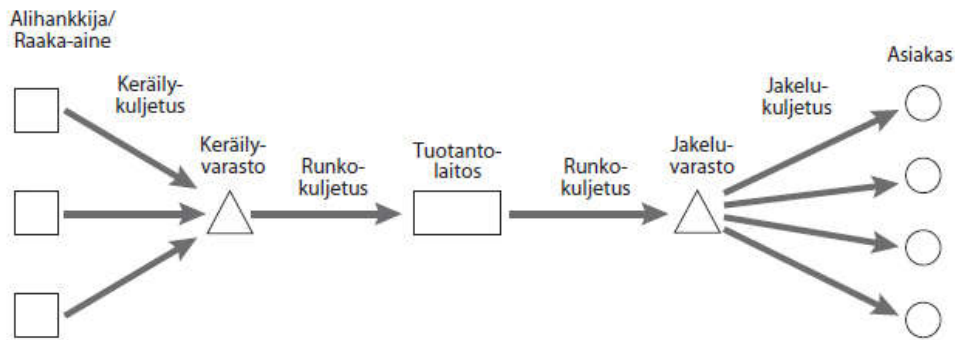 Alihankkija/
Raaka-aine
Keräily-
kuljetus
Keräily-
varasto
Runko-
kuljetus
Tuotanto-
laitos
Runko-
kuljetus
Jakelu-
varasto
Jakelu-
kuljetus
Asiakas